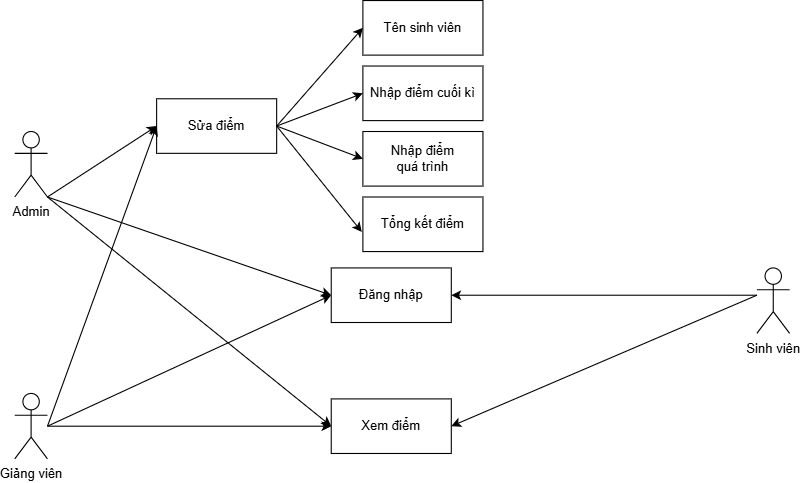 Tên sinh viên
Nhập điểm cuối kì
Sửa điểm
Nhập điểm
quá trình
Admin
Tổng kết điểm
Đăng nhập
Sinh viên
Xem điểm
Giảng viên